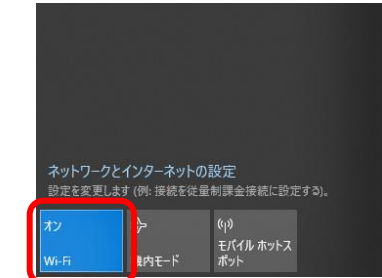 ネットワークとインターネットの設定
設定を変更します (例: 接続を従量制課金接続に設定する)。
オン
Wi-Fi
機内モード
モバイル ホットス
ポット